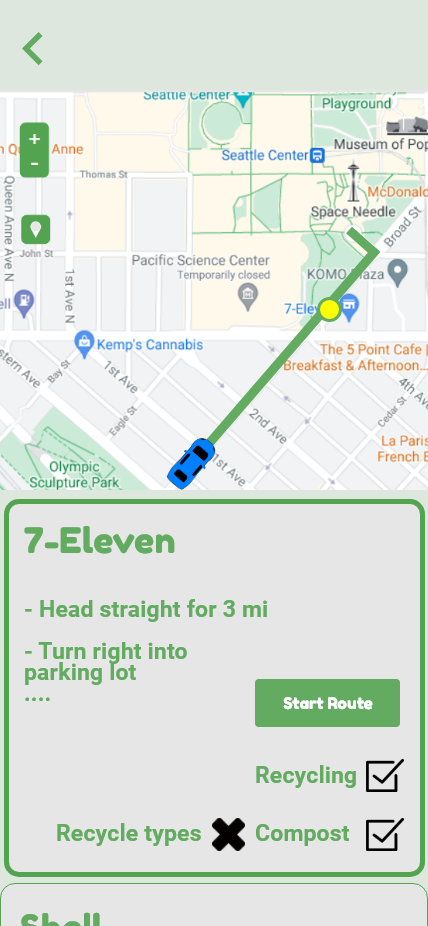 Seattle Center
Playground
+
-
Museum of Pop
Anne
Seattle Center
Thomas St
Queen Anne Ave N
McDonald
Space Needle
Broad St
John St
Pacific Science Center
Temporarily closed
KOMO Plaza
1st Ave N
ell
7-Elev
Kemp's Cannabis
The 5 Point Cafe |
Breakfast & Afternoon...
estern Ave
Bay St
1st Ave
4th Av
Eagle St
2nd Ave
Cedar St
La Paris
French B
1st Ave
Olympic
Sculpture Park
7-Eleven
- Head straight for 3 mi
- Turn right into
parking lot
....
Start Route
Recycling
Recycle types
Compost
Shell